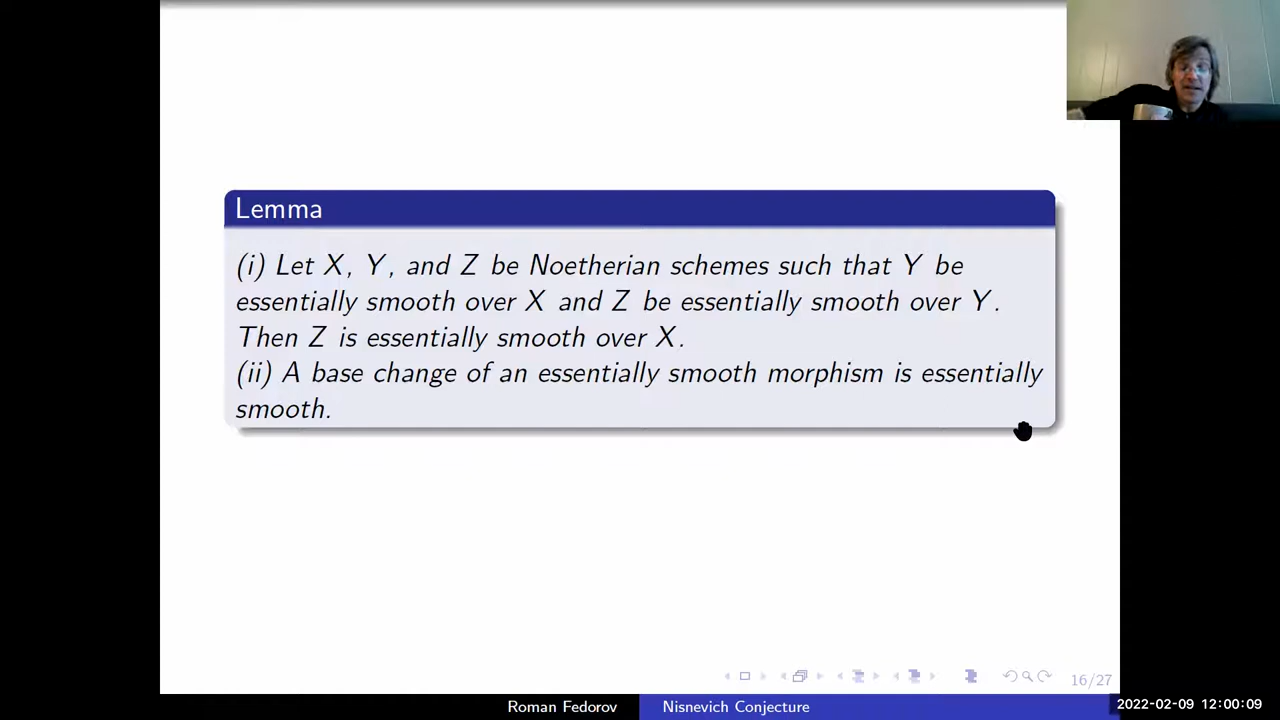 Lemma
(i) Let X, Y, and Z be Noetherian schemes such that Y be
essentially smooth over X and Z be essentially smooth over Y.
Then Z is essentially smooth over X.
(ii) A base change of an essentially smooth morphism is essentially
smooth.
16/27
Roman Fedorov
Nisnevich Conjecture
2022-02-09 12:00:09